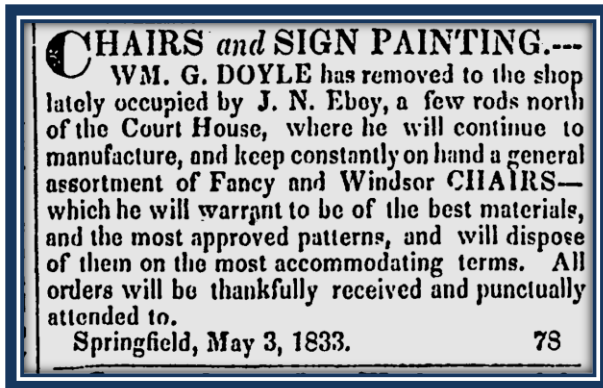 CHAIRS and SIGN PAINTING.---
WM. G. DOYLE has removed to the shop
lately occupied by J. N. Ebey, a few rods north
of the Court House, where he will continue to
manufacture, and keep constantly on hand a general
assortment of Fancy and Windsor CHAIRS—
which he will warrant to be of the best materials,
and the most approved patterns, and will dispose
of them on the most accommodating terms. All
orders will be thankfully received and punctually
attended to.
Springfield, May 3, 1833. 78